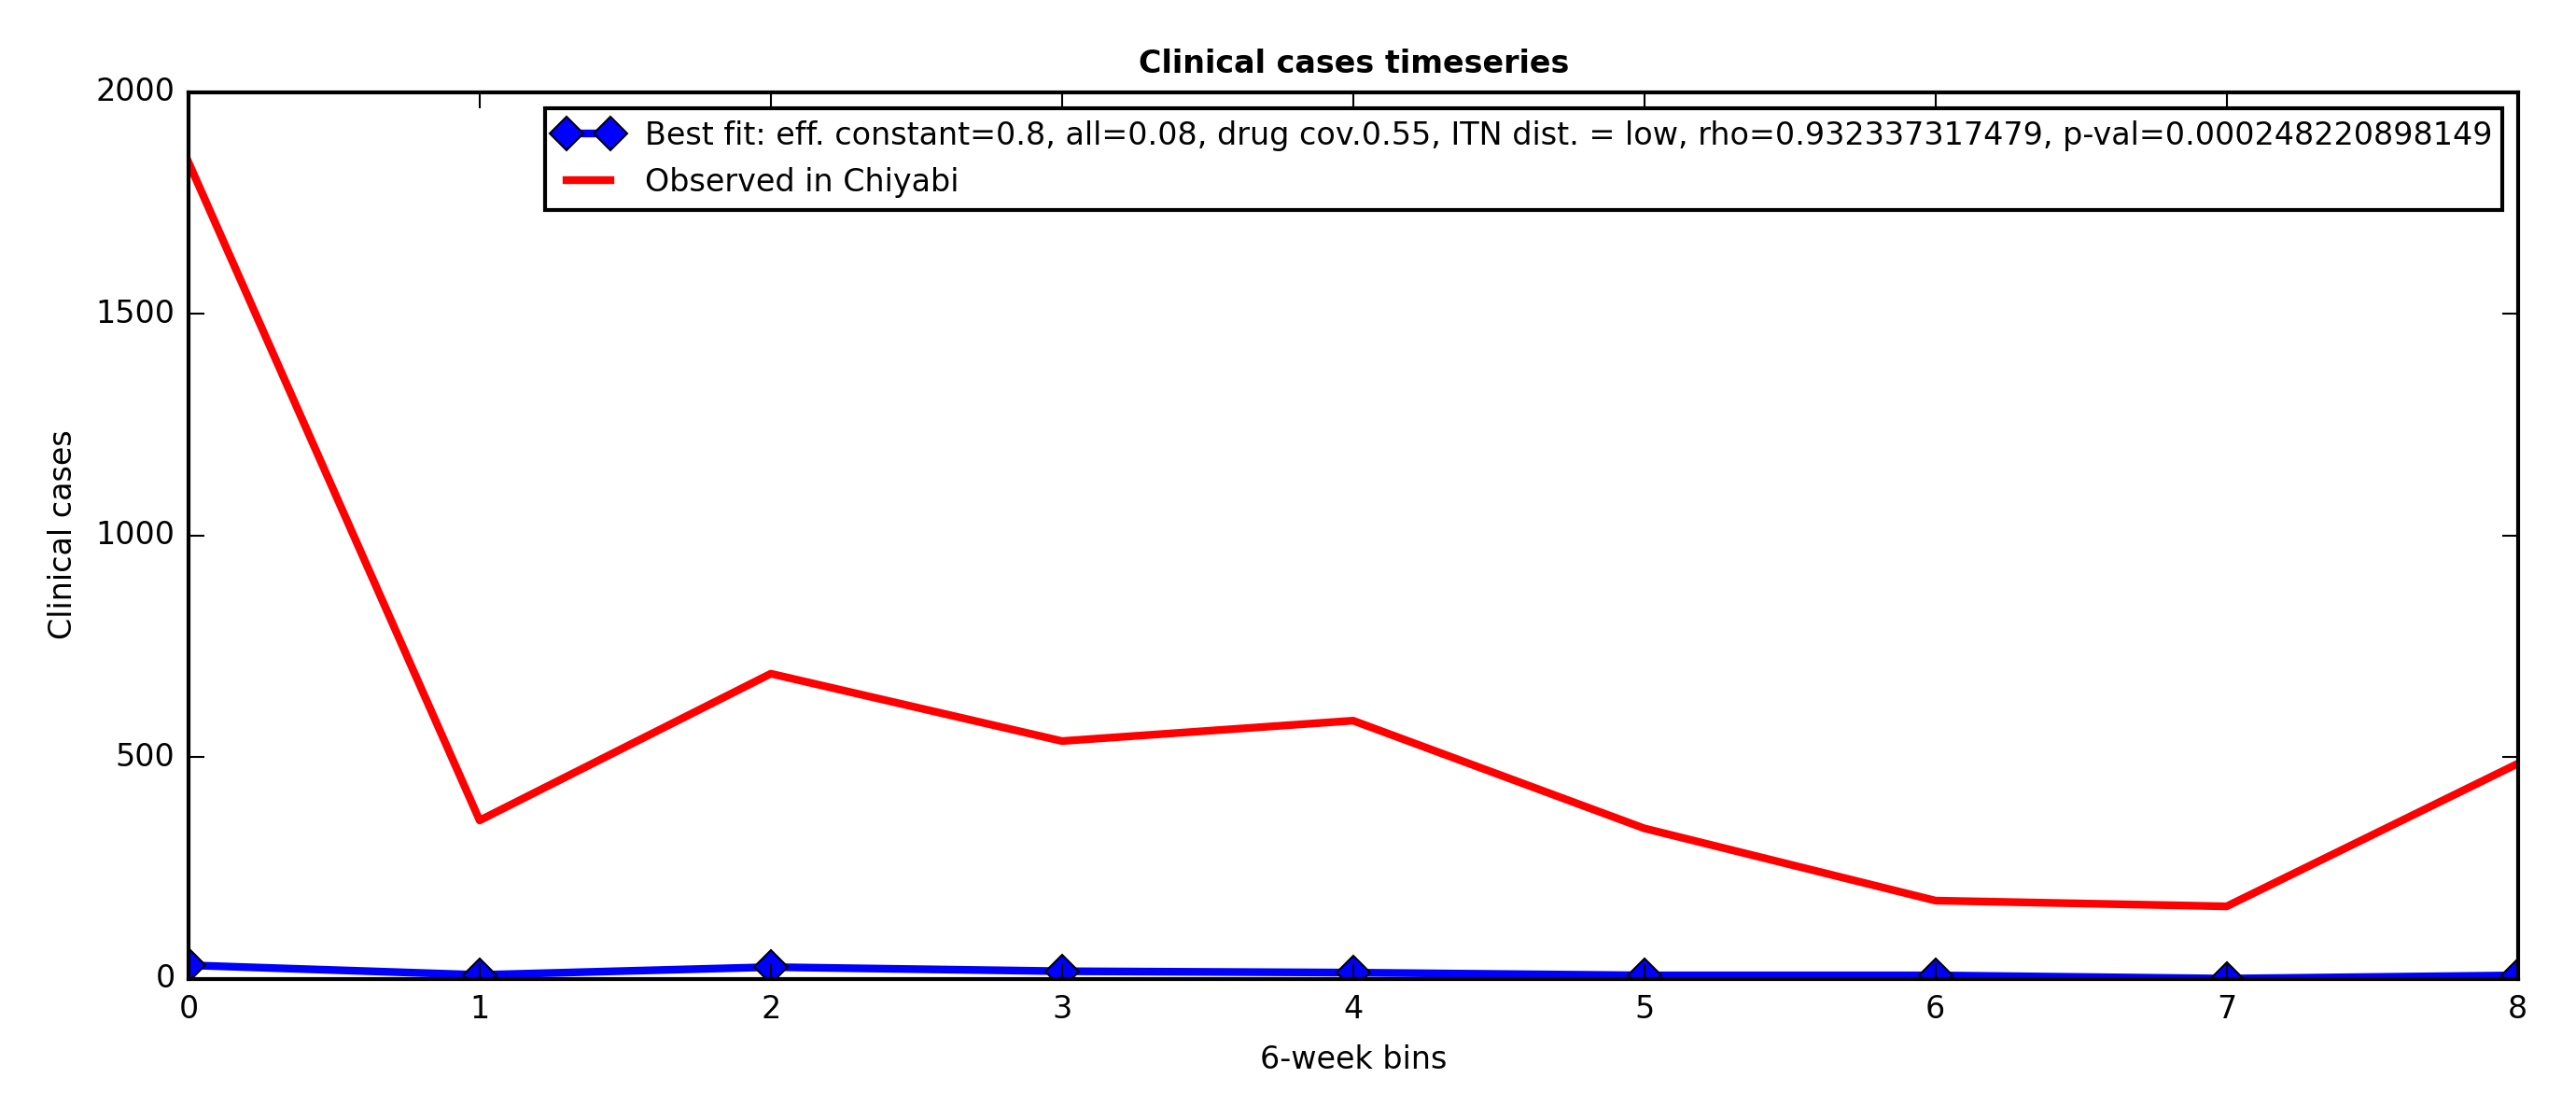 Clinical cases timeseries
2000
1500
1000
500
0
Clinical cases
Best fit: eff. constant=0.8, all=0.08, drug cov.0.55, ITN dist. = low, rho=0.932337317479, p-val=0.000248220898149
Observed in Chiyabi
0 1 2 3 4 5 6 7 8
6-week bins